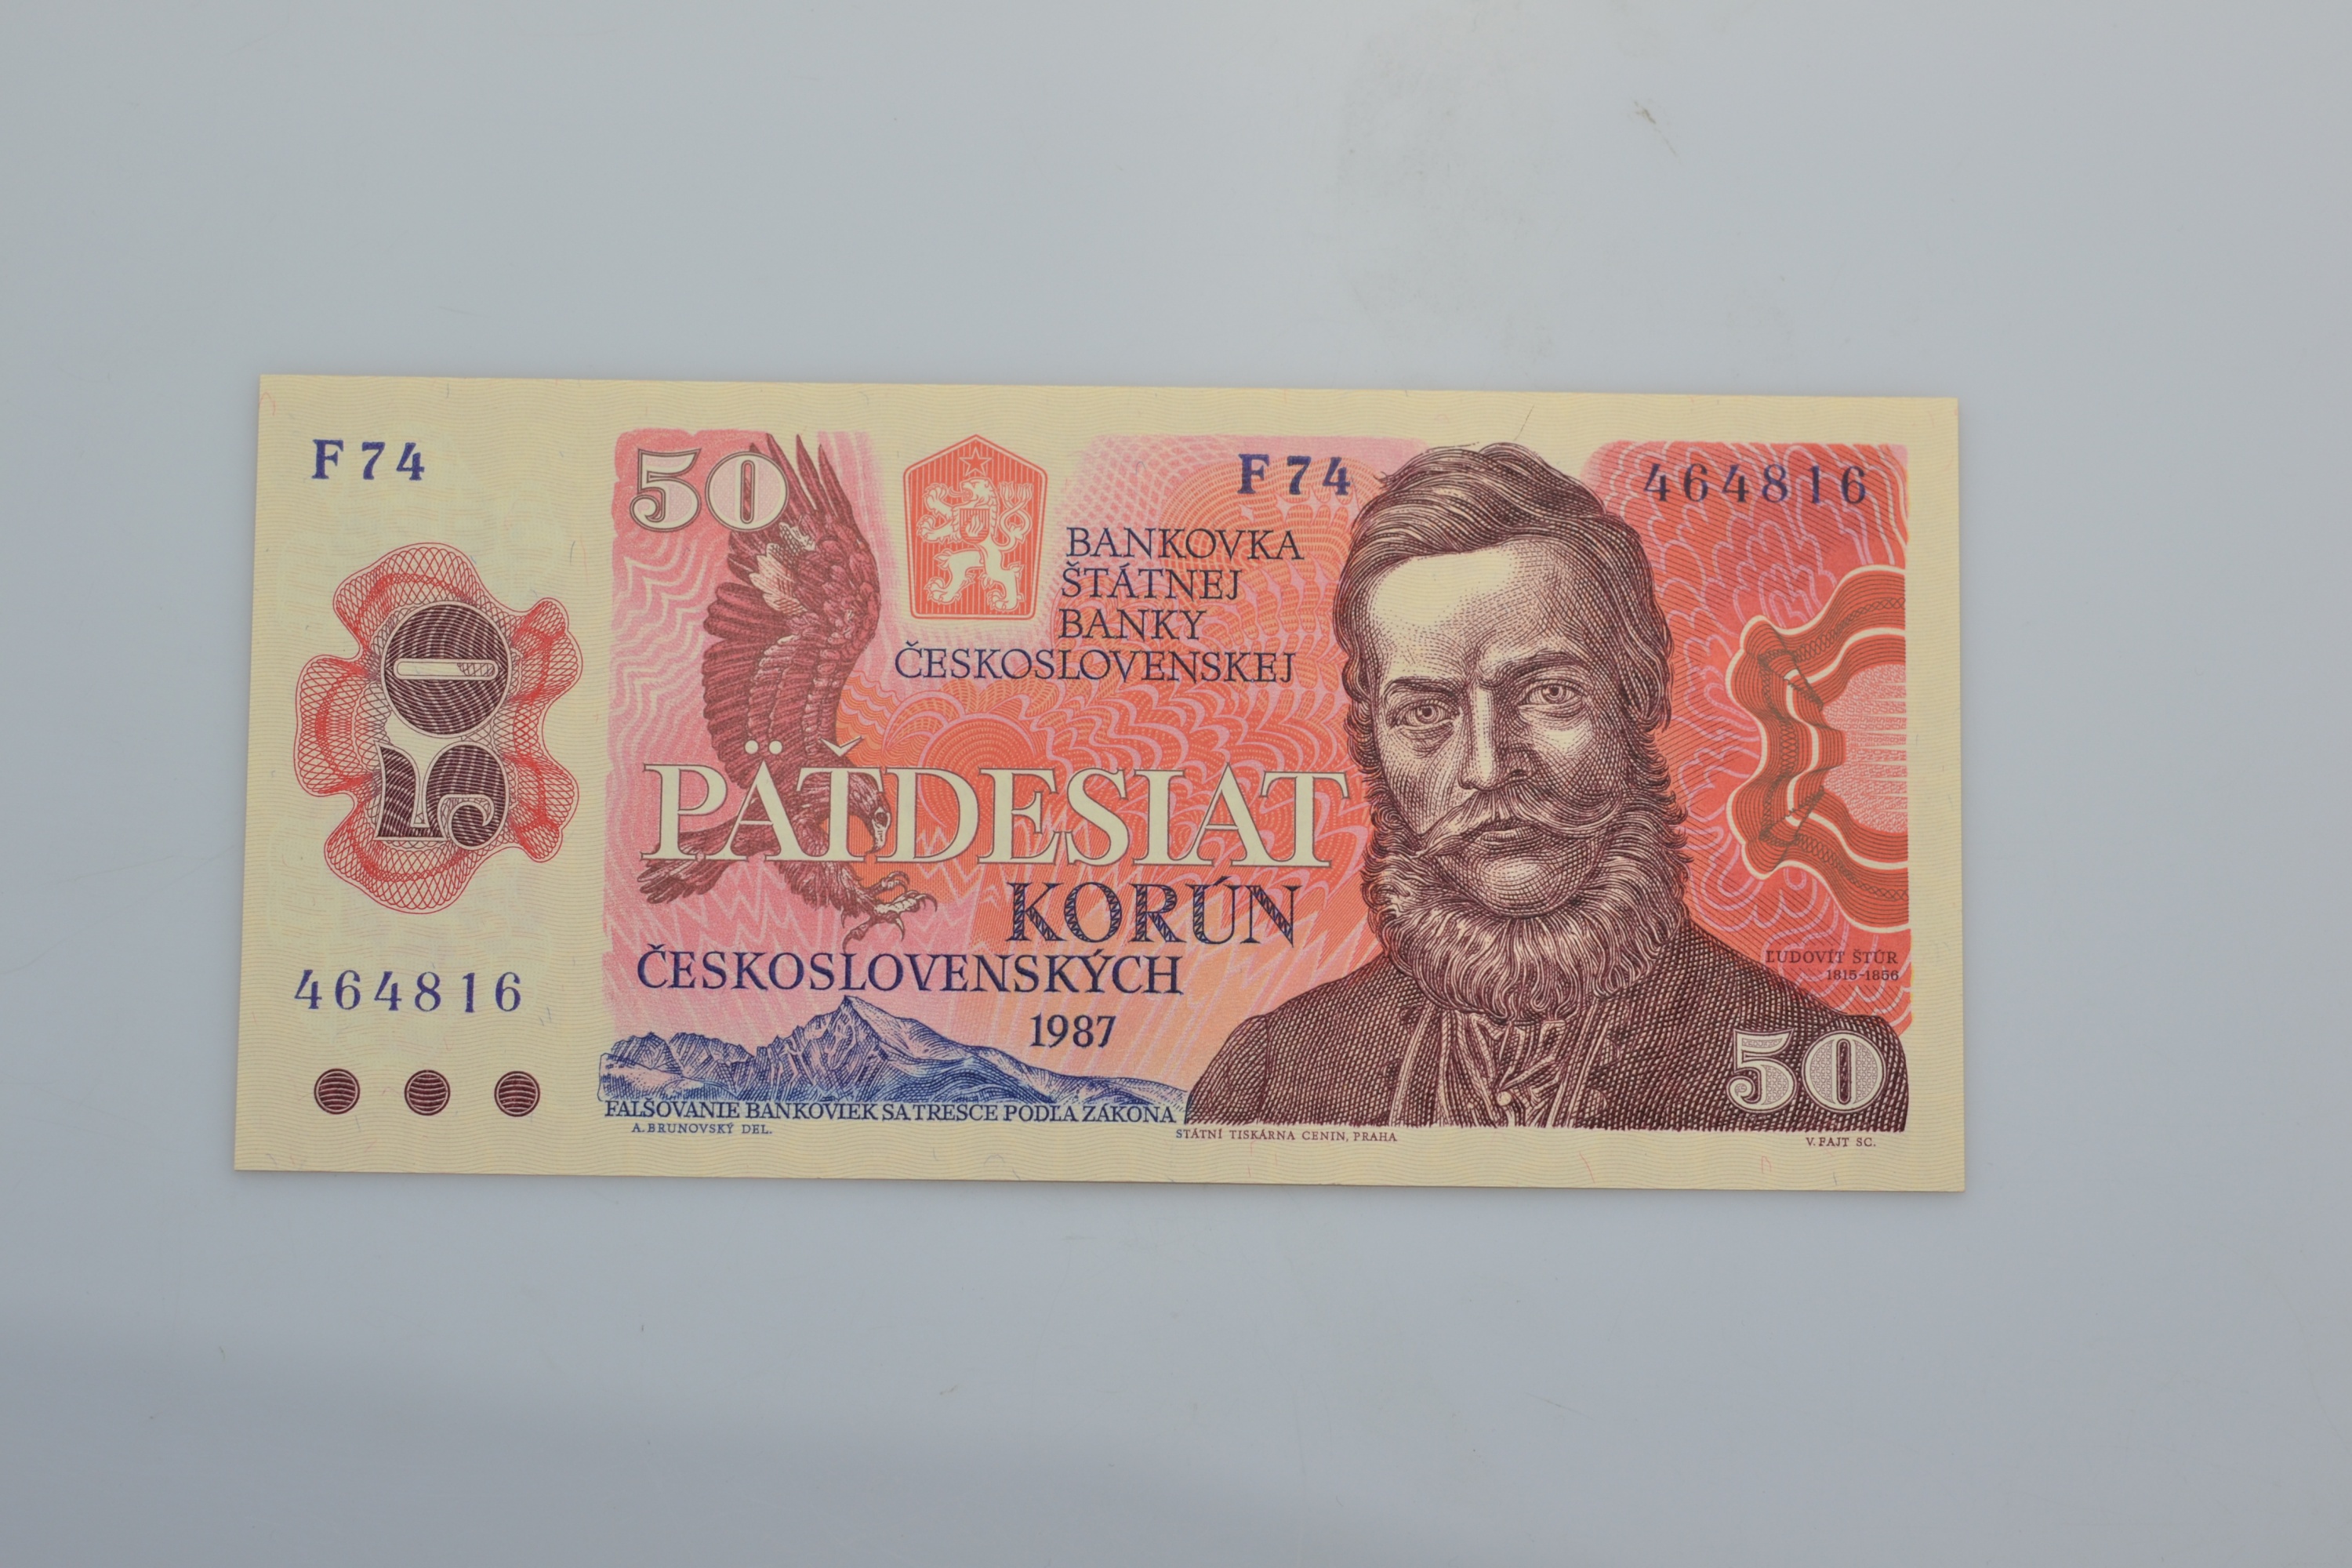 F 74
464816
50
50
F 74
464816
BANKOVKA
ŠTÁTNEJ
BANKY
ČESKOSLOVENSKEJ
PÄŤDESIAT
KORÚN
ČESKOSLOVENSKÝCH
1987
ĽUDOVÍT ŠTÚR
1815-1856
50
FALŠOVANIE BANKOVIEK SA TRESCE PODĽA ZÁKONA
A. BRUNOVSKÝ DEL.
STÁTNÍ TISKÁRNA CENIN, PRAHA
V. FAJT SC.